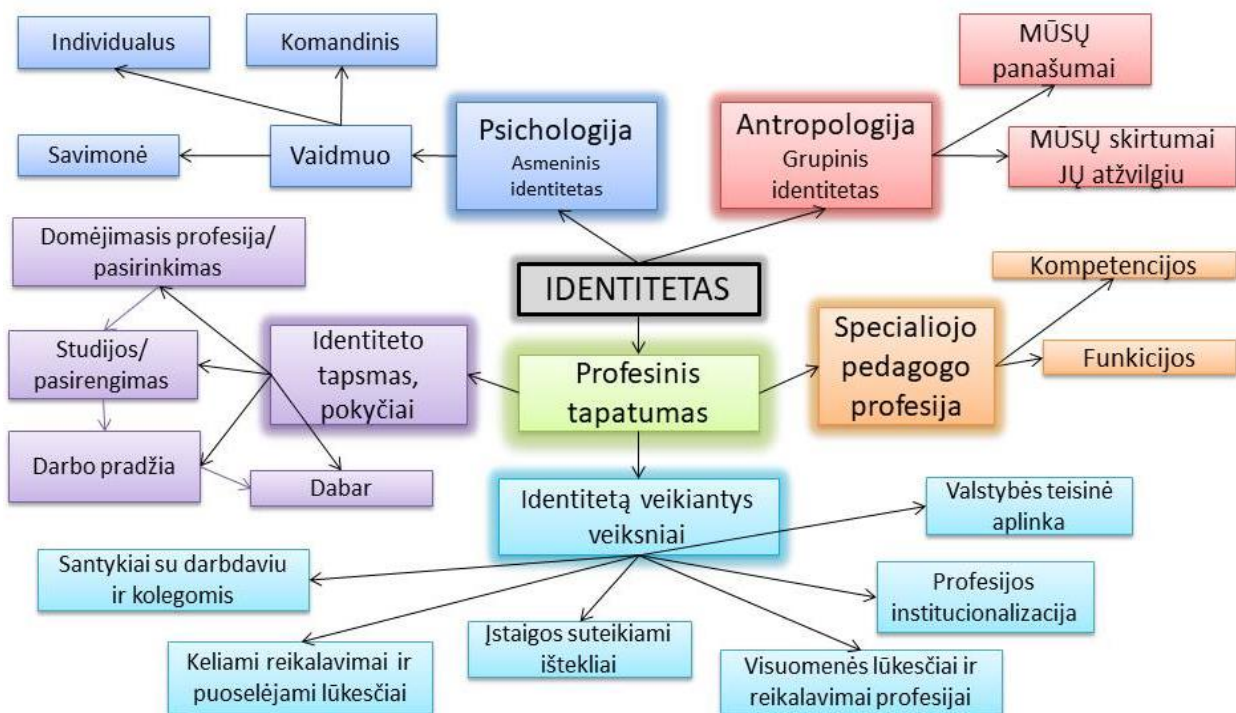 Individualus
Komandinis
MŪSŲ
panašumai
Psichologija
Asmeninis
identitetas
Antropologija
Grupinis
identitetas
Savimonė
Vaidmuo
MŪSŲ skirtumai
JŲ atžvilgiu
Domėjimasis profesija/
pasirinkimas
IDENTITETAS
Kompetencijos
Studijos/
pasirengimas
Identiteto
tapsmas,
pokyčiai
Profesinis
tapatumas
Specialiojo
pedagogo
profesija
Funkicijos
Darbo pradžia
Dabar
Identitetą veikiantys
veiksniai
Valstybės teisinė
aplinka
Santykiai su darbdaviu
ir kolegomis
Profesijos
institucionalizacija
Keliami reikalavimai ir
puoselėjami lūkesčiai
Įstaigos suteikiami
ištekliai
Visuomenės lūkesčiai ir
reikalavimai profesijai